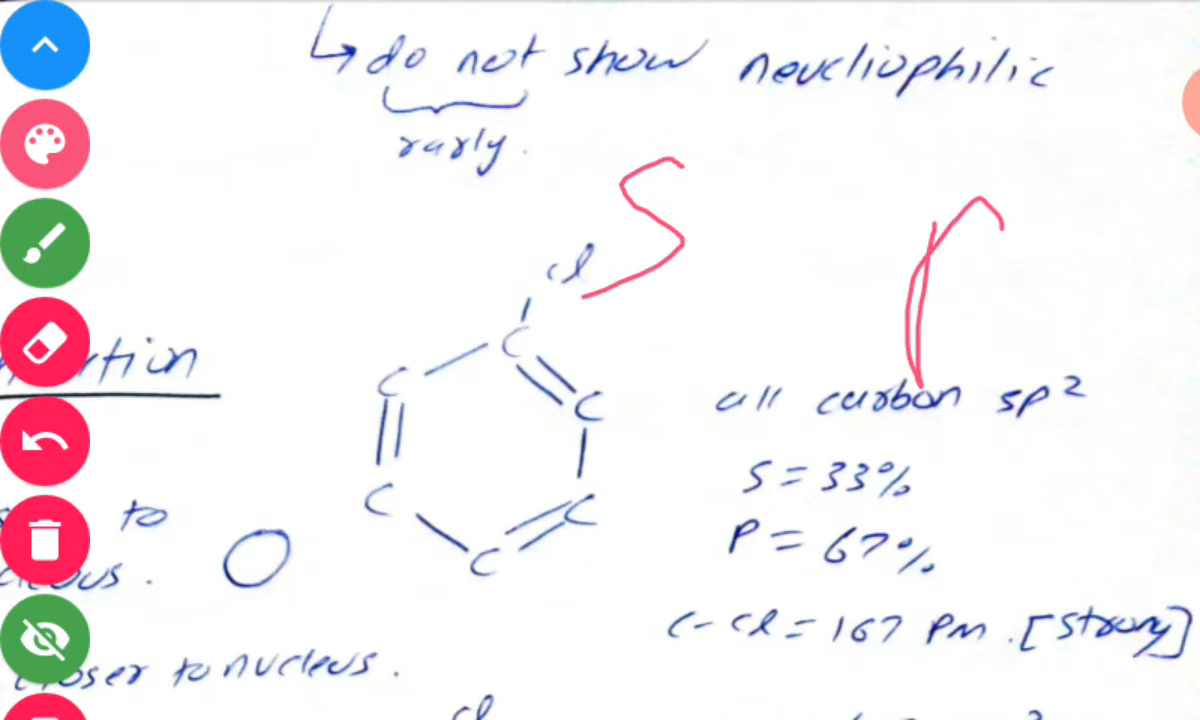 ↳ do not show neucliophilic
rarly.
Cl
C
C
C
all carbon sp²
S = 33%
C
C
to
P = 67%
C
C-Cl = 167 Pm. [strong]
closer to nucleus.
Cl